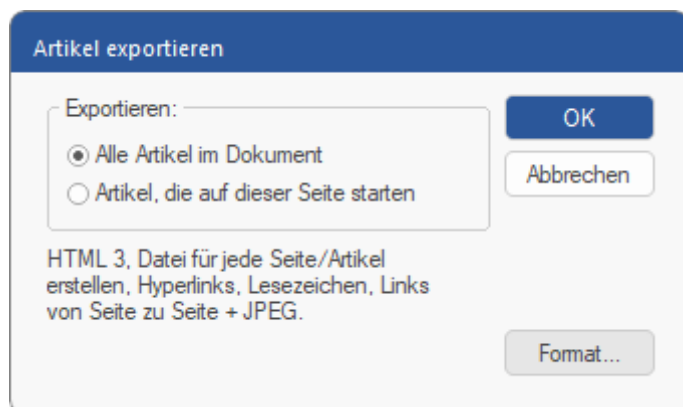 Artikel exportieren
Exportieren:
Alle Artikel im Dokument
Artikel, die auf dieser Seite starten
OK
Abbrechen
HTML 3, Datei für jede Seite/Artikel
erstellen, Hyperlinks, Lesezeichen, Links
von Seite zu Seite + JPEG.
Format...